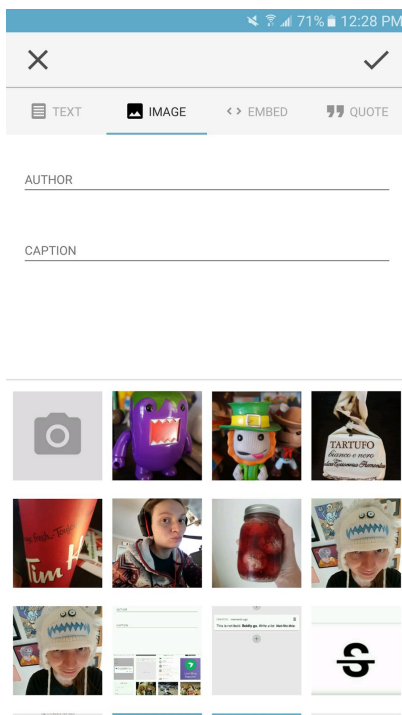 71% 12:28 PM
TEXT IMAGE EMBED QUOTE
AUTHOR
CAPTION
TARTUFO
bianco e nero
Tim H